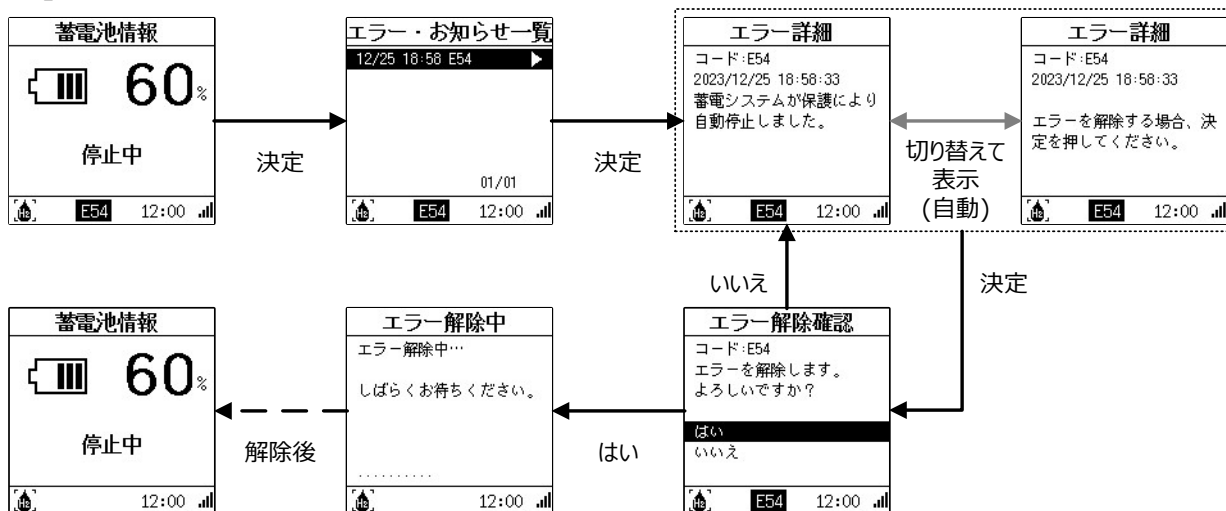 蓄電池情報
60%
停止中
E54 12:00
決定
エラー・お知らせ一覧
12/25 18:58 E54 ▶
01/01
E54 12:00
決定
エラー詳細
コード:E54
2023/12/25 18:58:33
蓄電システムが保護により
自動停止しました。
E54 12:00
切り替えて
表示
(自動)
エラー詳細
コード:E54
2023/12/25 18:58:33
エラーを解除する場合、決
定を押してください。
E54 12:00
決定
いいえ
エラー解除確認
コード:E54
エラーを解除します。
よろしいですか?
はい
いいえ
E54 12:00
はい
エラー解除中
エラー解除中…
しばらくお待ちください。
..........
12:00
解除後
蓄電池情報
60%
停止中
12:00